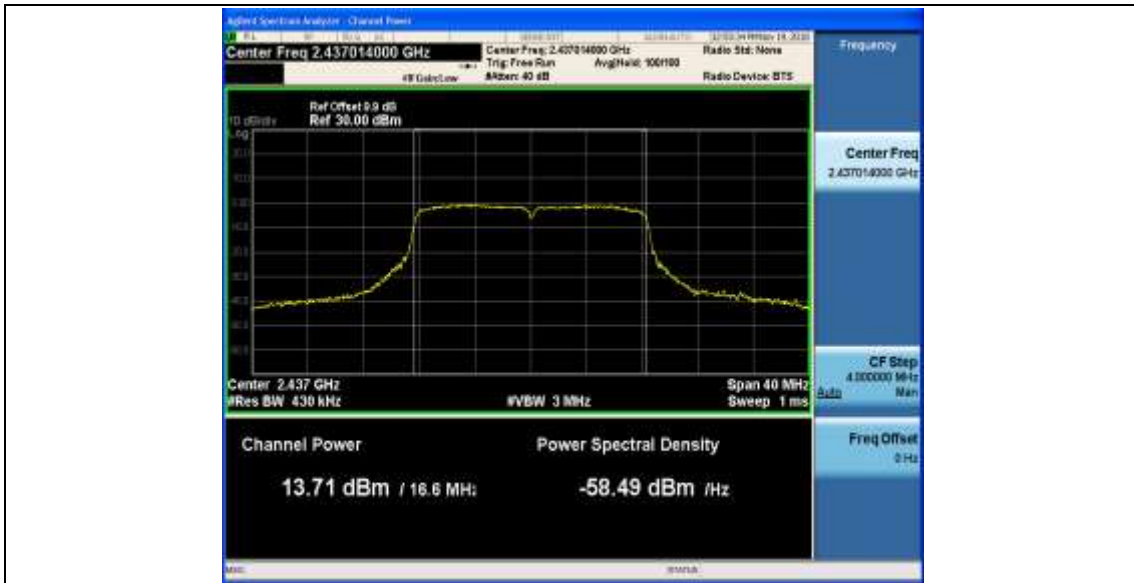 Agilent Spectrum Analyzer - Channel Power
Center Freq 2.437014000 GHz
Center Freq: 2.437014000 GHz
Radio Std: None
Trig: Free Run
Avg|Hold: 100/100
#IFGain:Low
#Atten: 40 dB
Radio Device: BTS
Frequency
Ref Offset 9.9 dB
10 dB/div
Ref 30.00 dBm
Log
Center Freq
2.437014000 GHz
Center 2.437 GHz
Span 40 MHz
#Res BW 430 kHz
#VBW 3 MHz
Sweep 1 ms
CF Step
4.000000 MHz
Auto
Man
Freq Offset
0 Hz
Channel Power
Power Spectral Density
13.71 dBm / 16.6 MHz
-58.49 dBm /Hz
MSG
STATUS